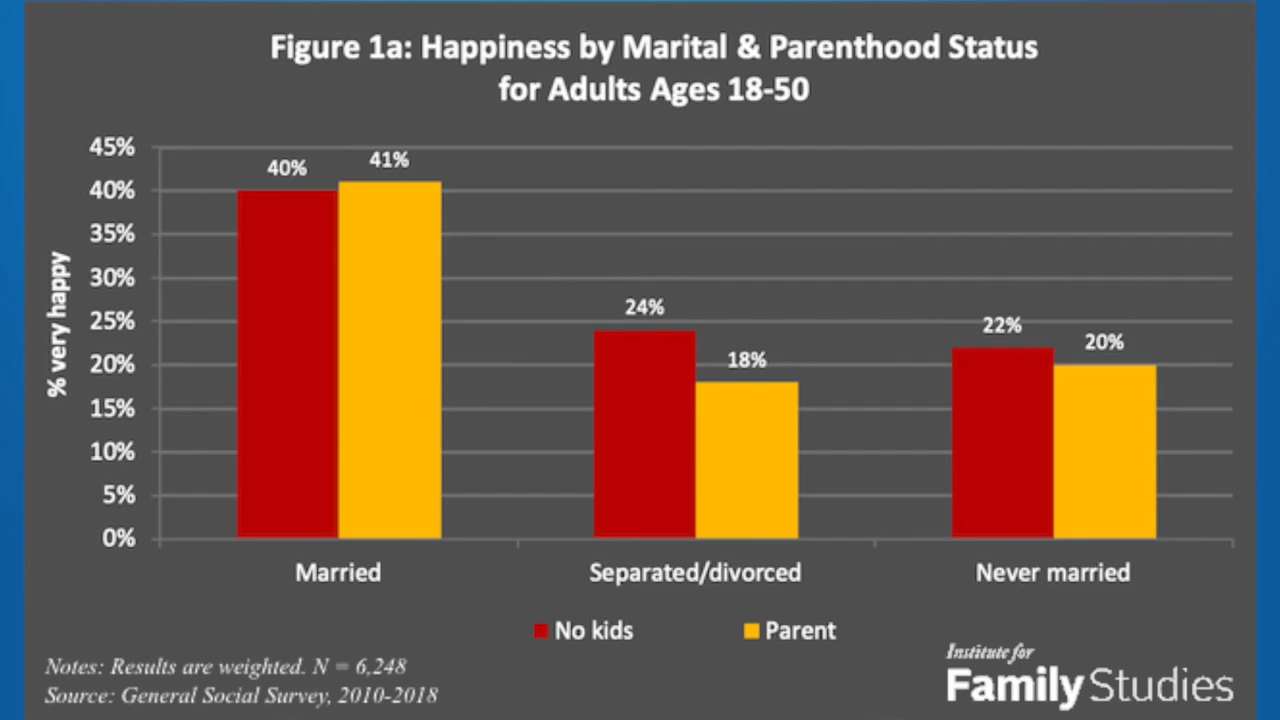 Figure 1a: Happiness by Marital & Parenthood Status
for Adults Ages 18-50
% very happy
45%
40%
35%
30%
25%
20%
15%
10%
5%
0%
40%
41%
24%
18%
22%
20%
Married
Separated/divorced
Never married
No kids
Parent
Notes: Results are weighted. N = 6,248
Source: General Social Survey, 2010-2018
Institute for
Family Studies